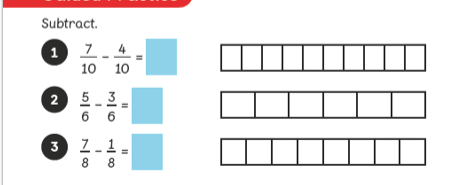 Subtract.
1 7/10 - 4/10 =
2 5/6 - 3/6 =
3 7/8 - 1/8 =